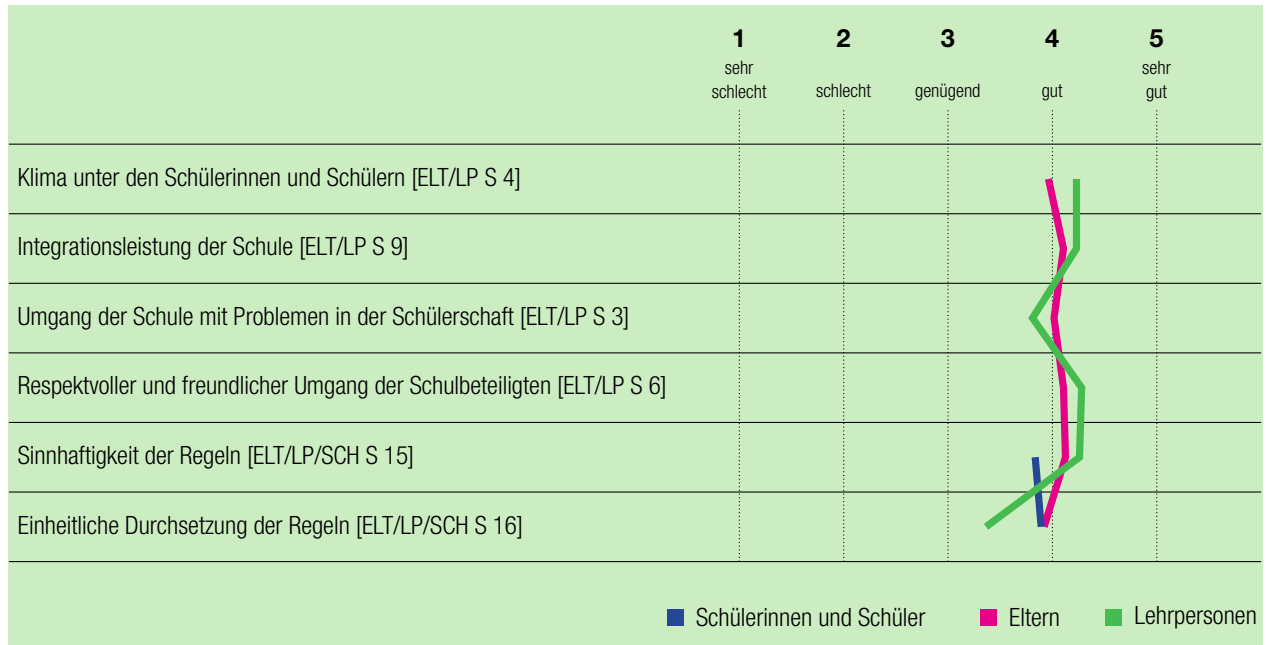 1 2 3 4 5
sehr schlecht schlecht genügend gut sehr gut
Klima unter den Schülerinnen und Schülern [ELT/LP S 4]
Integrationsleistung der Schule [ELT/LP S 9]
Umgang der Schule mit Problemen in der Schülerschaft [ELT/LP S 3]
Respektvoller und freundlicher Umgang der Schulbeteiligten [ELT/LP S 6]
Sinnhaftigkeit der Regeln [ELT/LP/SCH S 15]
Einheitliche Durchsetzung der Regeln [ELT/LP/SCH S 16]
Schülerinnen und Schüler Eltern Lehrpersonen